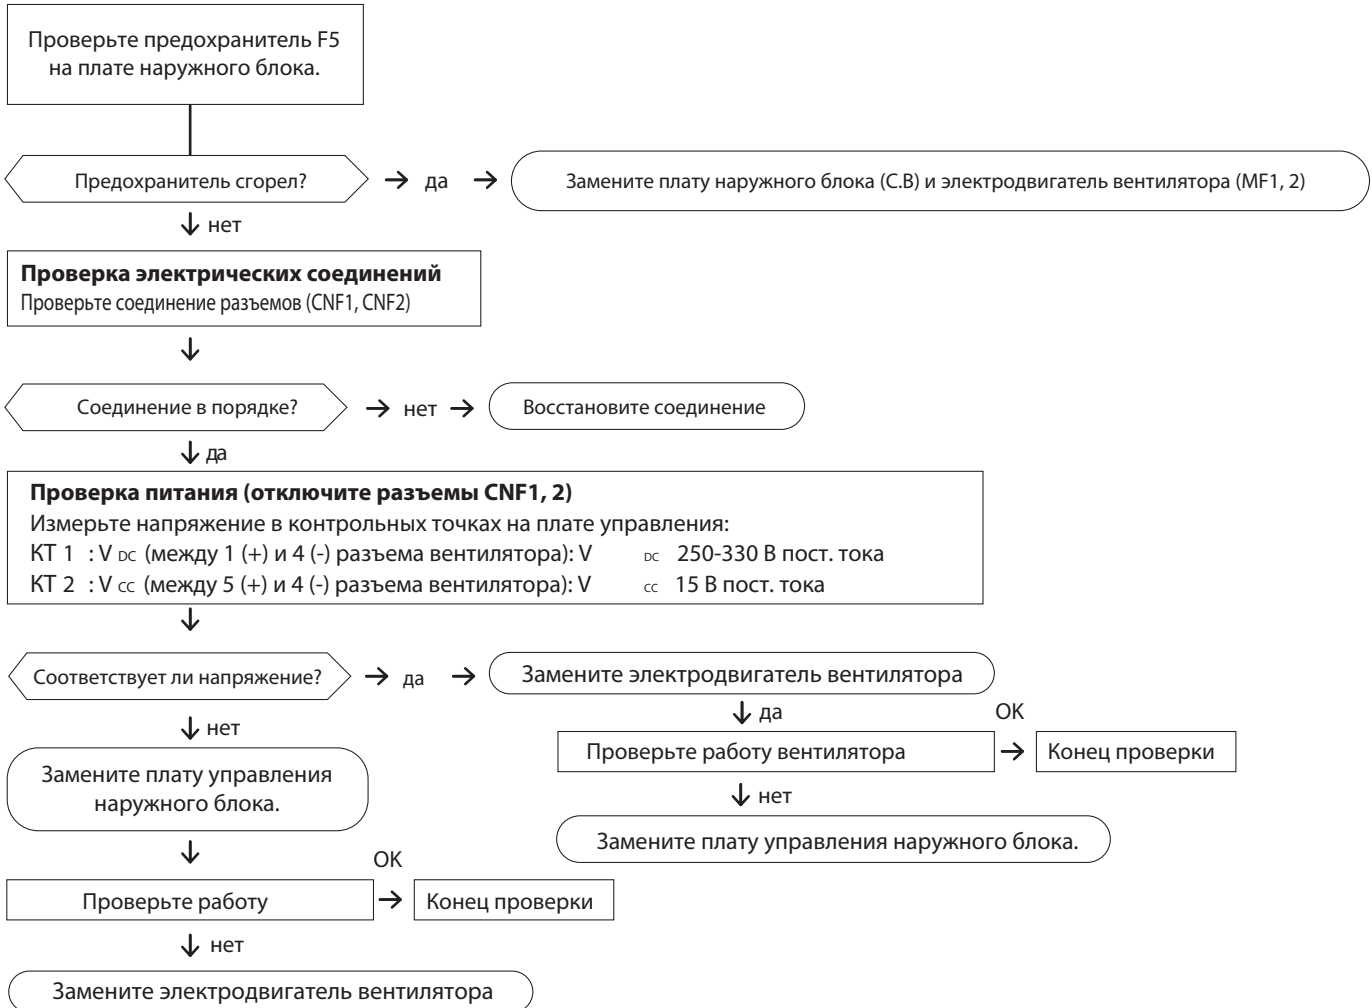 Проверьте предохранитель F5
на плате наружного блока.
Предохранитель сгорел?
да
Замените плату наружного блока (C.B) и электродвигатель вентилятора (MF1, 2)
нет
Проверка электрических соединений
Проверьте соединение разъемов (CNF1, CNF2)
Соединение в порядке?
нет
Восстановите соединение
да
Проверка питания (отключите разъемы CNF1, 2)
Измерьте напряжение в контрольных точках на плате управления:
КТ 1 : V DC (между 1 (+) и 4 (-) разъема вентилятора): V DC 250-330 В пост. тока
КТ 2 : V CC (между 5 (+) и 4 (-) разъема вентилятора): V CC 15 В пост. тока
Соответствует ли напряжение?
да
Замените электродвигатель вентилятора
да
OK
Проверьте работу вентилятора
Конец проверки
нет
Замените плату управления наружного блока.
нет
Замените плату управления
наружного блока.
OK
Проверьте работу
Конец проверки
нет
Замените электродвигатель вентилятора